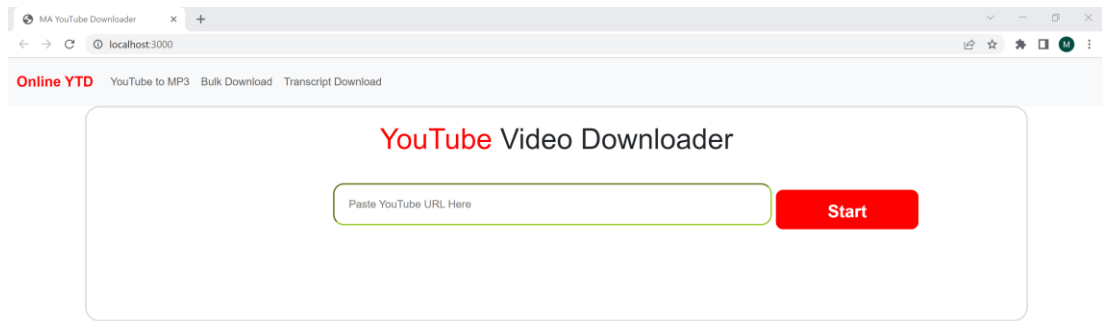 MA YouTube Downloader
localhost:3000
M
Online YTD YouTube to MP3 Bulk Download Transcript Download
YouTube Video Downloader
Paste YouTube URL Here
Start